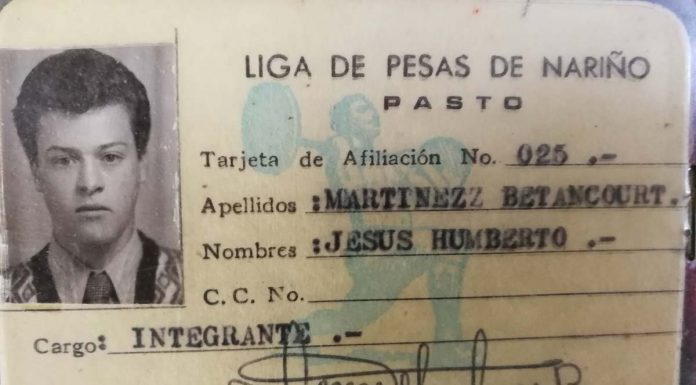 LIGA DE PESAS DE NARIÑO
PASTO
Tarjeta de Afiliación No. 025 .-
Apellidos :MARTINEZZ BETANCOURT.
Nombres :JESUS HUMBERTO .-
C. C. No.
Cargo: INTEGRANTE .-